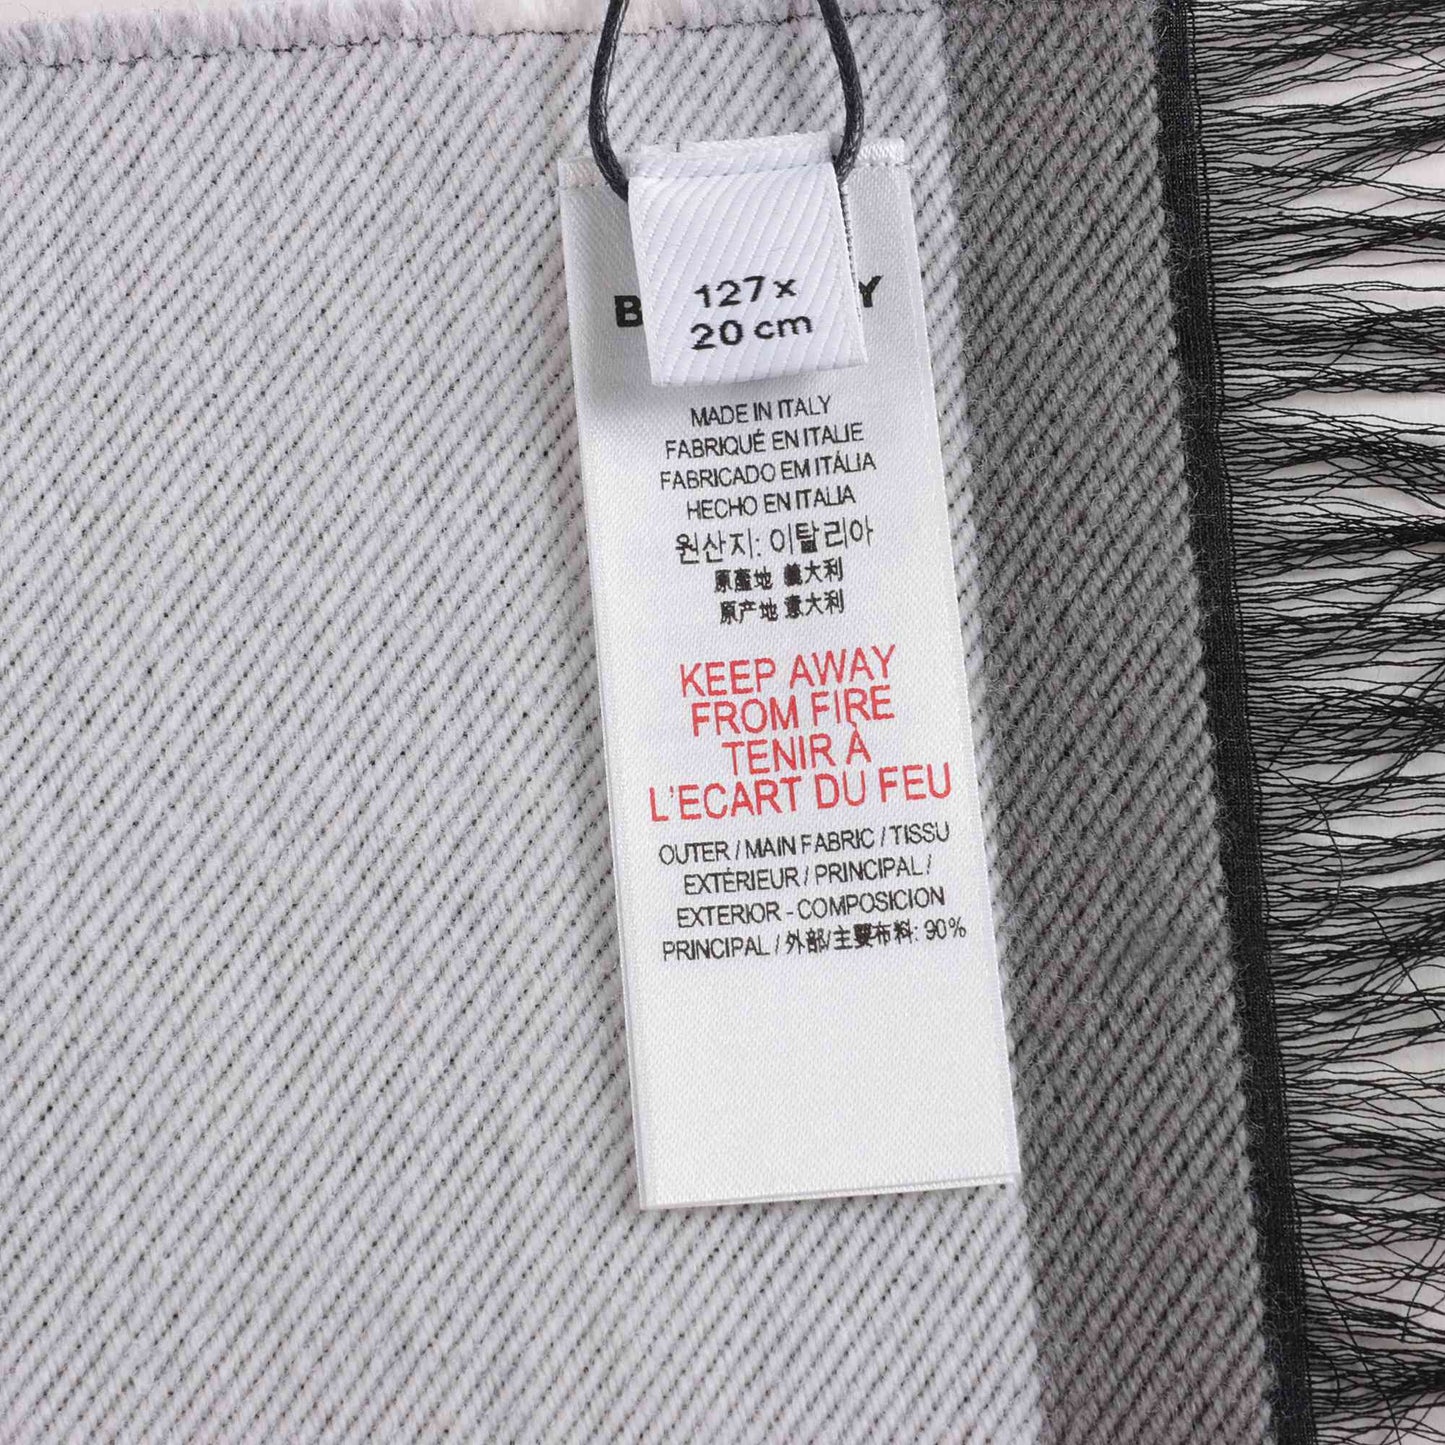 127 x
20 cm
MADE IN ITALY
FABRIQUÉ EN ITALIE
FABRICADO EM ITÁLIA
HECHO EN ITALIA
원산지: 이탈리아
原產地 義大利
原产地 意大利
KEEP AWAY
FROM FIRE
TENIR À
L'ECART DU FEU
OUTER / MAIN FABRIC / TISSU
EXTÉRIEUR / PRINCIPAL /
EXTERIOR - COMPOSICION
PRINCIPAL / 外部/主要布料: 90%